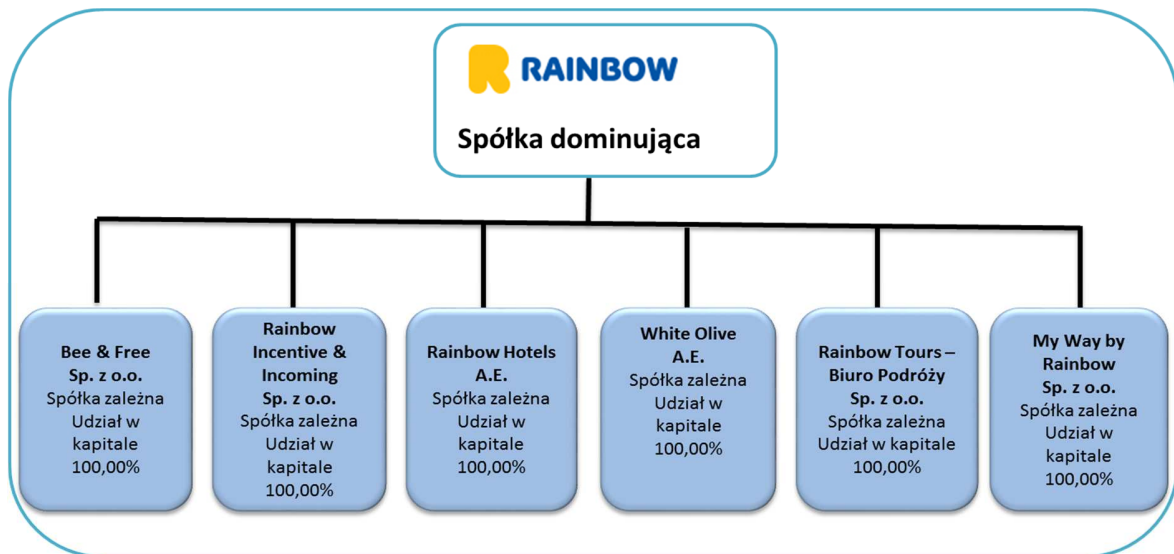 RAINBOW
Spółka dominująca
Bee & Free
Sp. z o.o.
Spółka zależna
Udział w
kapitale
100,00%
Rainbow
Incentive &
Incoming
Sp. z o.o.
Spółka zależna
Udział w
kapitale
100,00%
Rainbow Hotels
A.E.
Spółka zależna
Udział w
kapitale
100,00%
White Olive
A.E.
Spółka zależna
Udział w
kapitale
100,00%
Rainbow Tours –
Biuro Podróży
Sp. z o.o.
Spółka zależna
Udział w kapitale
100,00%
My Way by
Rainbow
Sp. z o.o.
Spółka zależna
Udział w
kapitale
100,00%